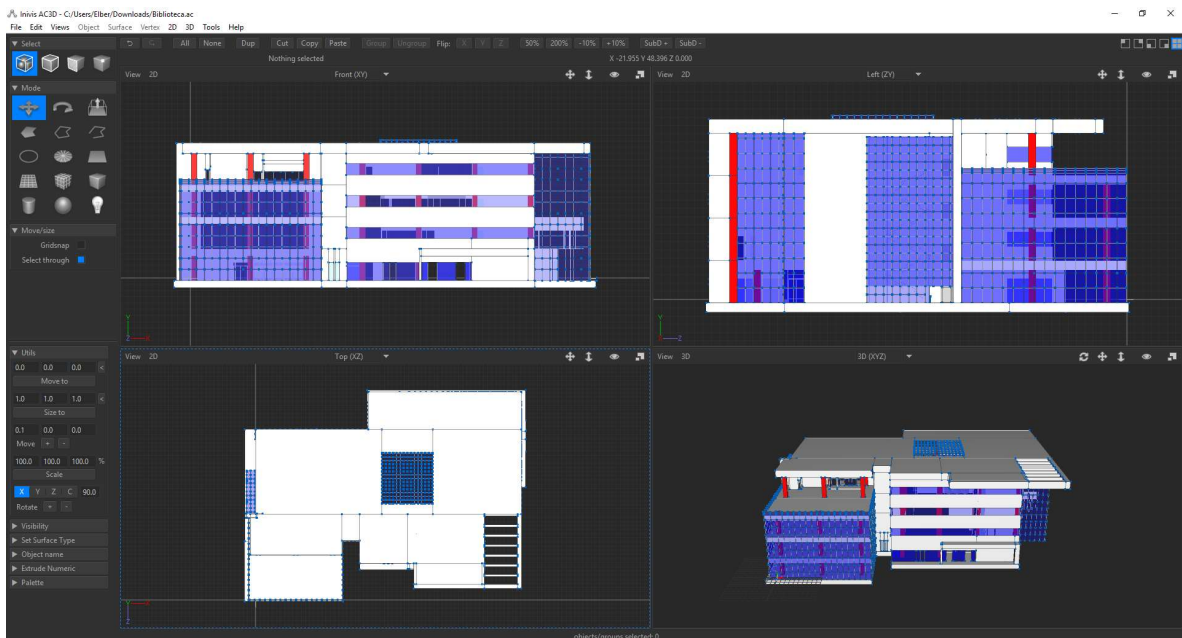 Inivis AC3D - C:/Users/Elber/Downloads/Biblioteca.ac
File Edit Views Object Surface Vertex 2D 3D Tools Help
Select
All None Dup Cut Copy Paste Group Ungroup Flip: X Y Z 50% 200% -10% +10% SubD + SubD -
Nothing selected X -21.955 Y 48.396 Z 0.000
View 2D Front (XY)
View 2D Left (ZY)
Mode
Move/size
Gridsnap
Select through
Y
Z X
Y
Z
Utils
View 2D Top (XZ)
View 3D 3D (XYZ)
0.0 0.0 0.0 <
Move to
1.0 1.0 1.0 <
Size to
0.1 0.0 0.0
Move + -
100.0 100.0 100.0 %
Scale
X Y Z C 90.0
Rotate + -
Visibility
Set Surface Type
Object name
Extrude Numeric
Palette
Y
Z
objects/groups selected: 0